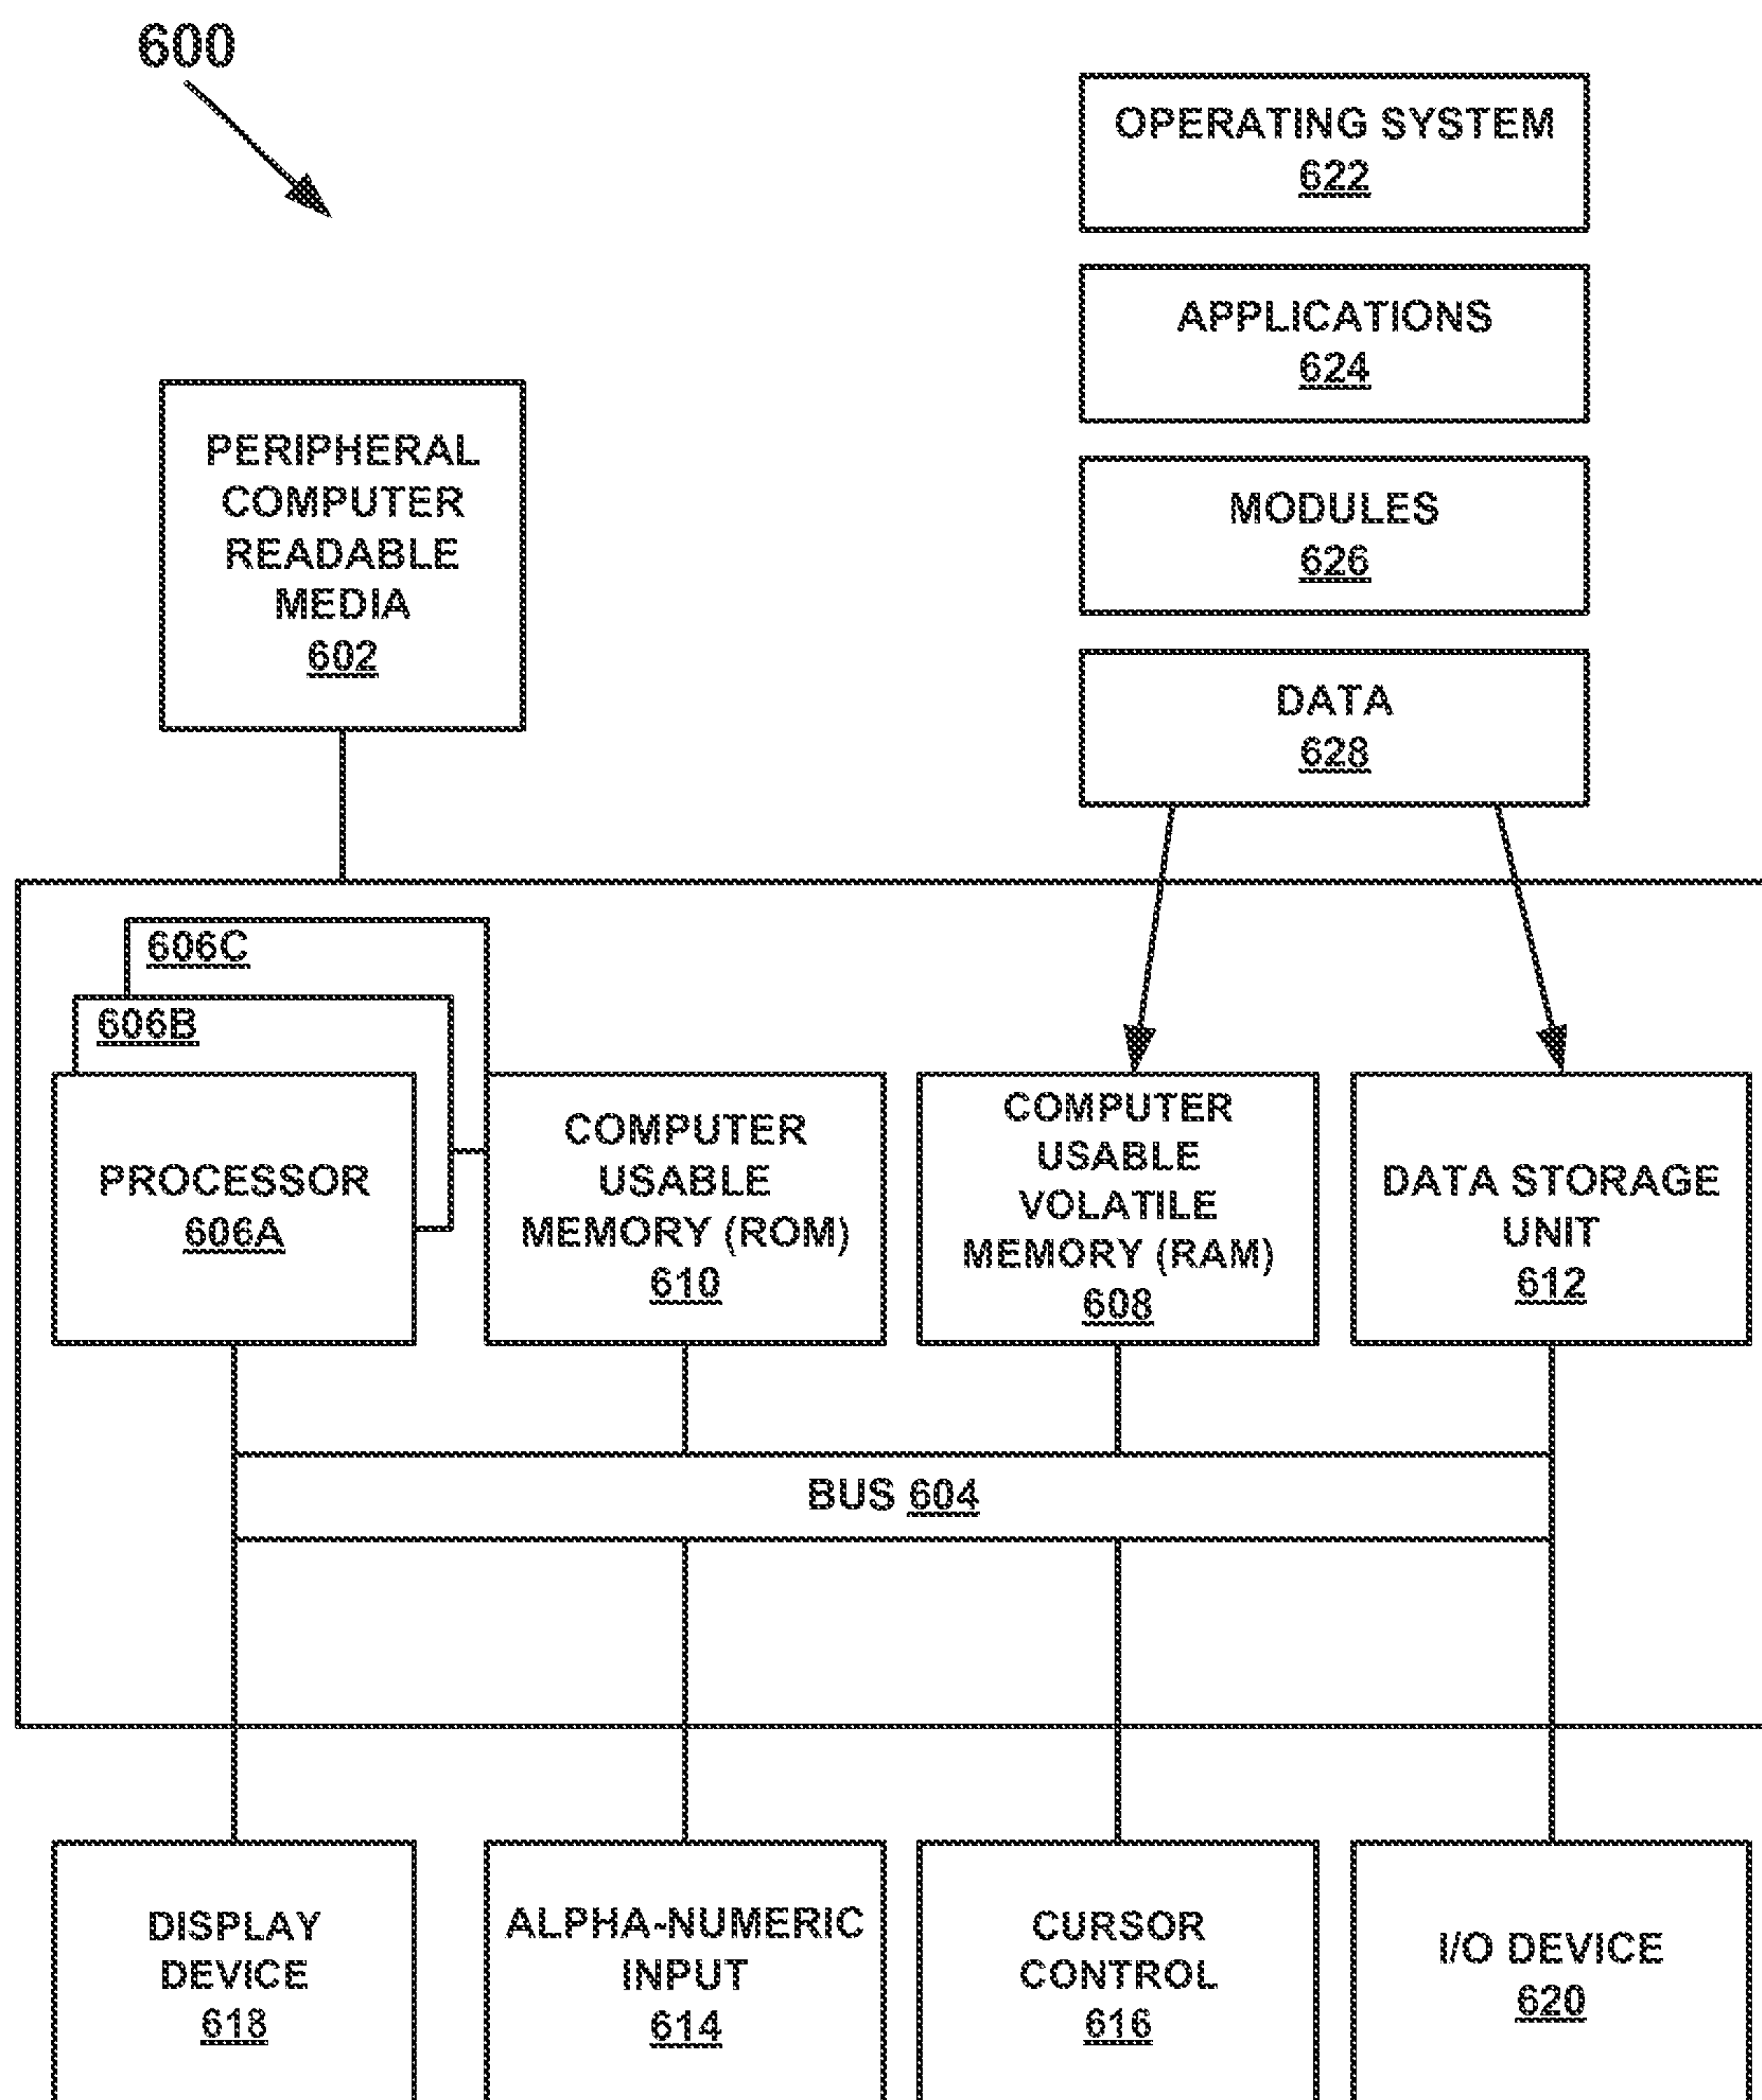 600
OPERATING SYSTEM
622
APPLICATIONS
624
MODULES
626
DATA
628
PERIPHERAL
COMPUTER
READABLE
MEDIA
602
606C
606B
PROCESSOR
606A
COMPUTER
USABLE
MEMORY (ROM)
610
COMPUTER
USABLE
VOLATILE
MEMORY (RAM)
608
DATA STORAGE
UNIT
612
BUS 604
DISPLAY
DEVICE
618
ALPHA-NUMERIC
INPUT
614
CURSOR
CONTROL
616
I/O DEVICE
620